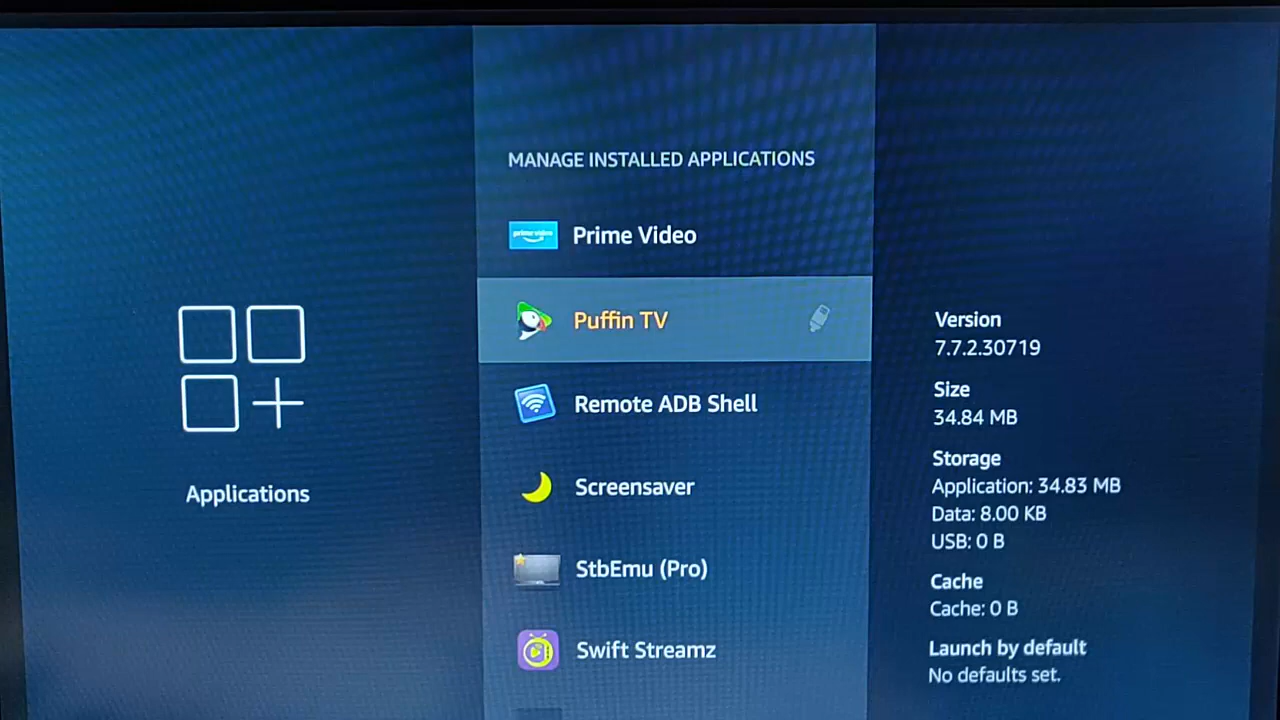 MANAGE INSTALLED APPLICATIONS
prime video
Prime Video
Puffin TV
Remote ADB Shell
Screensaver
StbEmu (Pro)
Swift Streamz
Applications
Version
7.7.2.30719
Size
34.84 MB
Storage
Application: 34.83 MB
Data: 8.00 KB
USB: 0 B
Cache
Cache: 0 B
Launch by default
No defaults set.